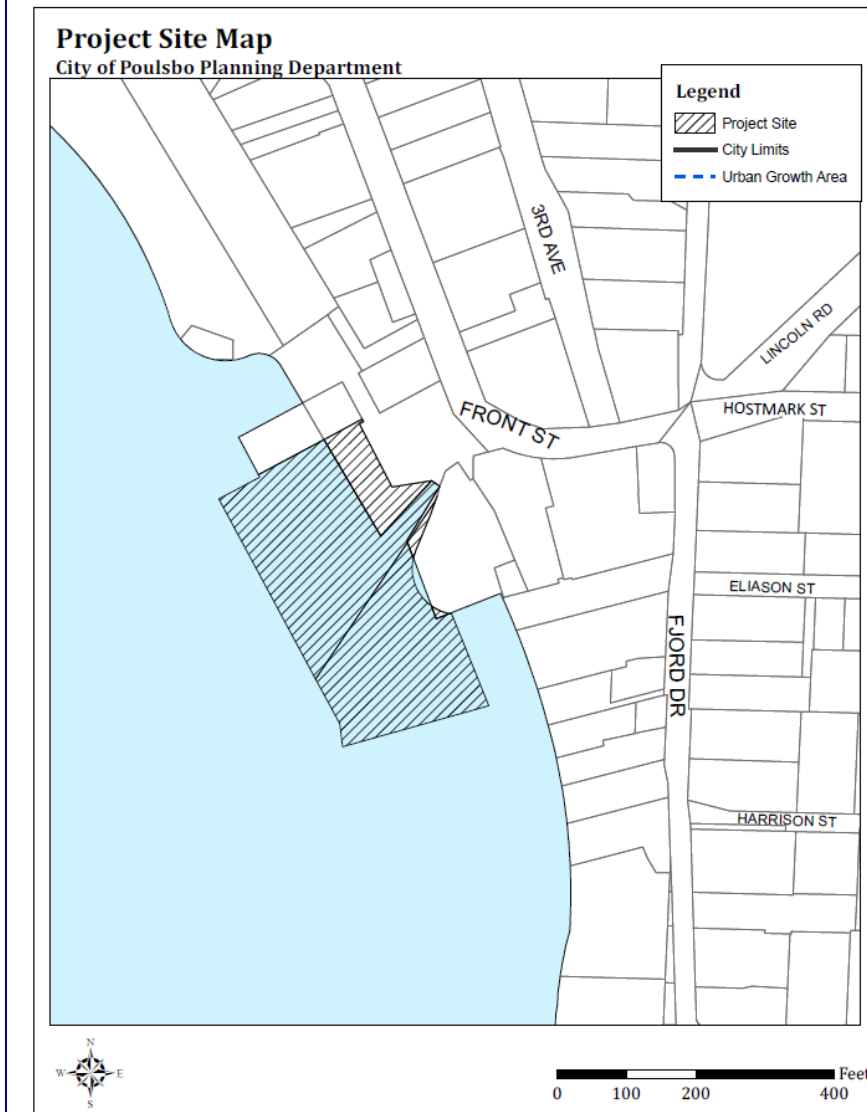 Project Site Map
City of Poulsbo Planning Department
Legend
Project Site
City Limits
Urban Growth Area
3RD AVE
LINCOLN RD
FRONT ST
HOSTMARK ST
ELIASON ST
FJORD DR
HARRISON ST
N
W E
S
Feet
0 100 200 400